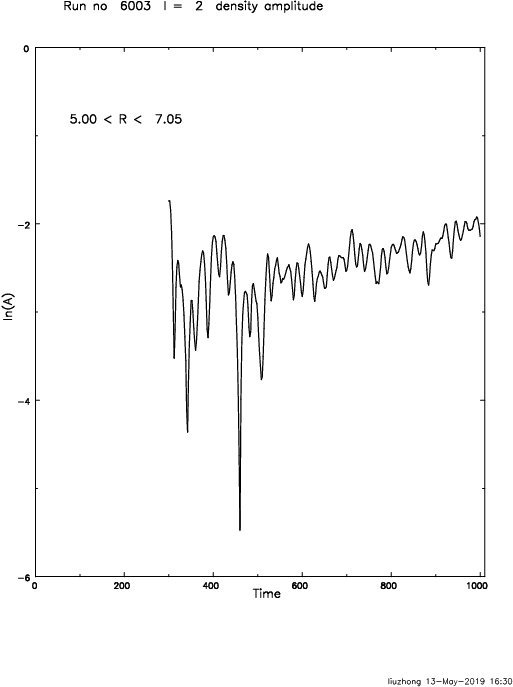 Run no 6003 l = 2 density amplitude
0
5.00 < R < 7.05
-2
ln(A)
-4
-6
0 200 400 600 800 1000
Time
liuzhong 13-May-2019 16:30